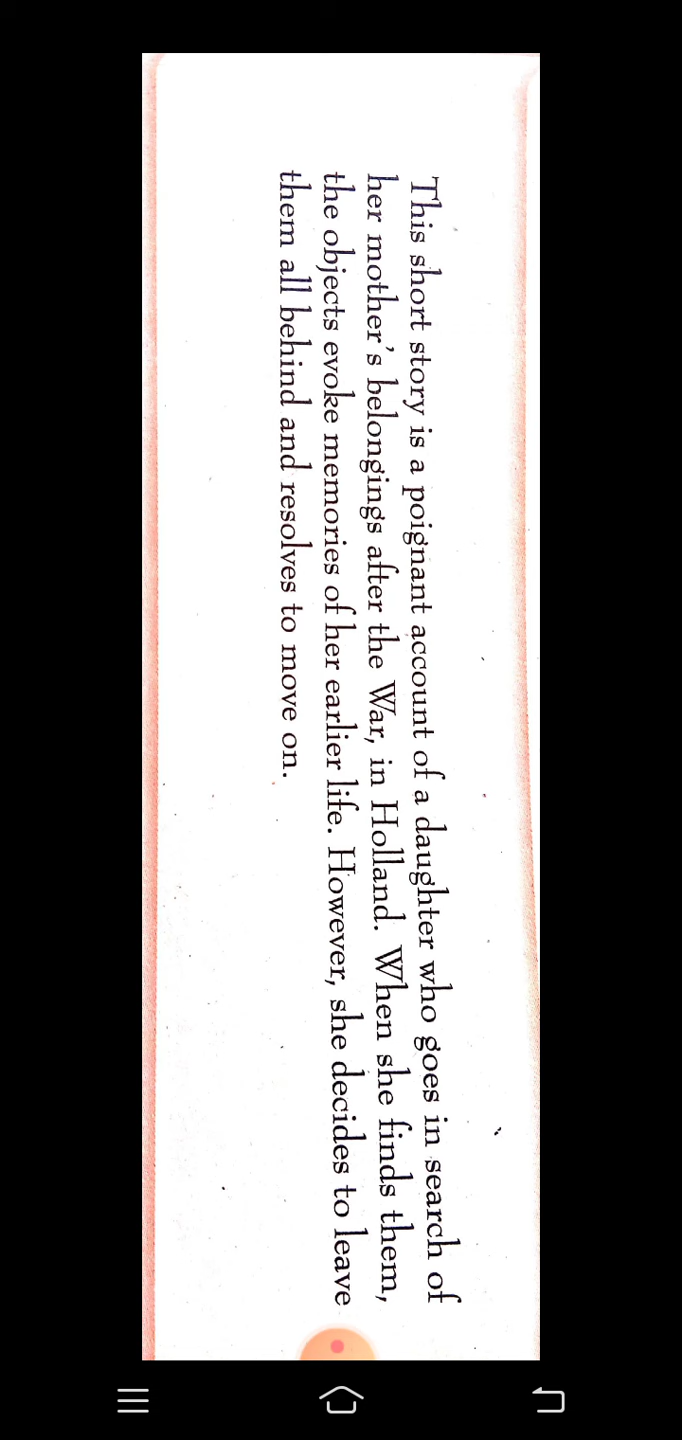 This short story is a poignant account of a daughter who goes in search of
her mother's belongings after the War, in Holland. When she finds them,
the objects evoke memories of her earlier life. However, she decides to leave
them all behind and resolves to move on.